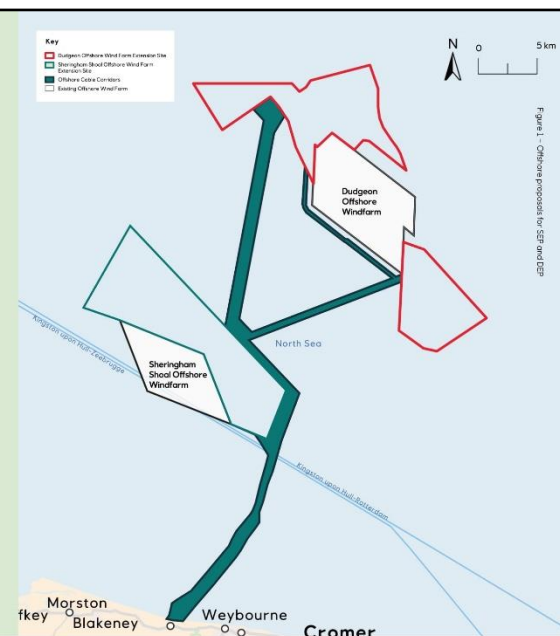 Key
Dudgeon Offshore Wind Farm Extension Site
Sheringham Shoal Offshore Wind Farm
Extension Site
Offshore Cable Corridors
Existing Offshore Wind Farm
N
0
5 km
Figure 1 - Offshore proposals for SEP and DEP
Dudgeon
Offshore
Windfarm
North Sea
Kingston upon Hull-Zeebrugge
Sheringham
Shoal Offshore
Windfarm
Kingston upon Hull-Rotterdam
Morston
fkey
Blakeney
Weybourne
Cromer